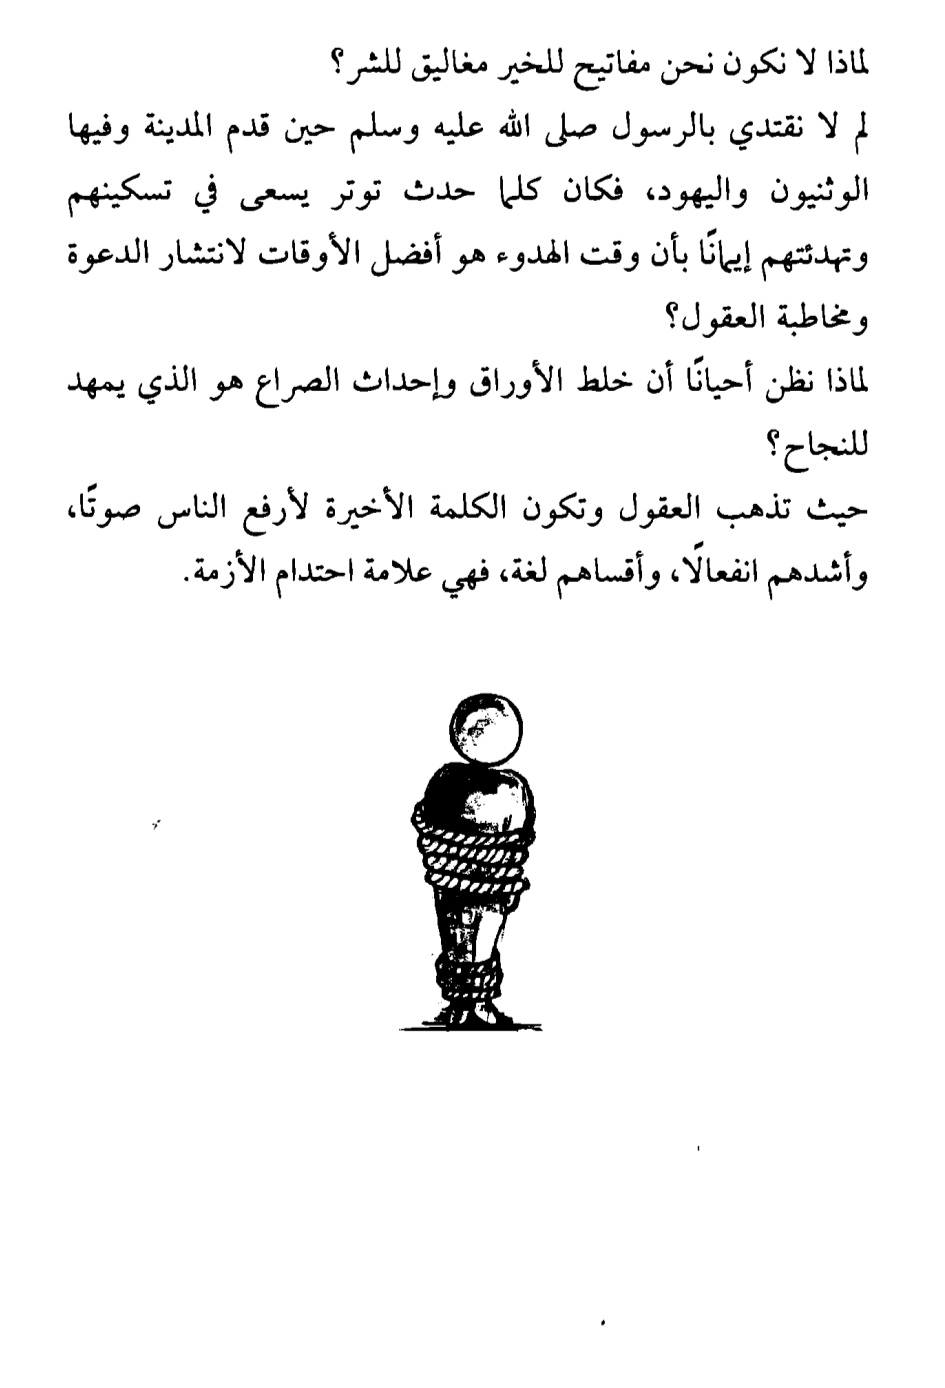 لماذا لا نكون نحن مفاتيح للخير مغاليق للشر؟
لم لا نقتدي بالرسول صلى الله عليه وسلم حين قدم المدينة وفيها
الوثنيون واليهود، فكان كلما حدث توتر يسعى في تسكينهم
وتهدئتهم إيمانًا بأن وقت الهدوء هو أفضل الأوقات لانتشار الدعوة
ومخاطبة العقول؟
لماذا نظن أحيانًا أن خلط الأوراق وإحداث الصراع هو الذي يمهد
للنجاح؟
حيث تذهب العقول وتكون الكلمة الأخيرة لأرفع الناس صوتًا،
وأشدهم انفعالًا، وأقساهم لغة، فهي علامة احتدام الأزمة.